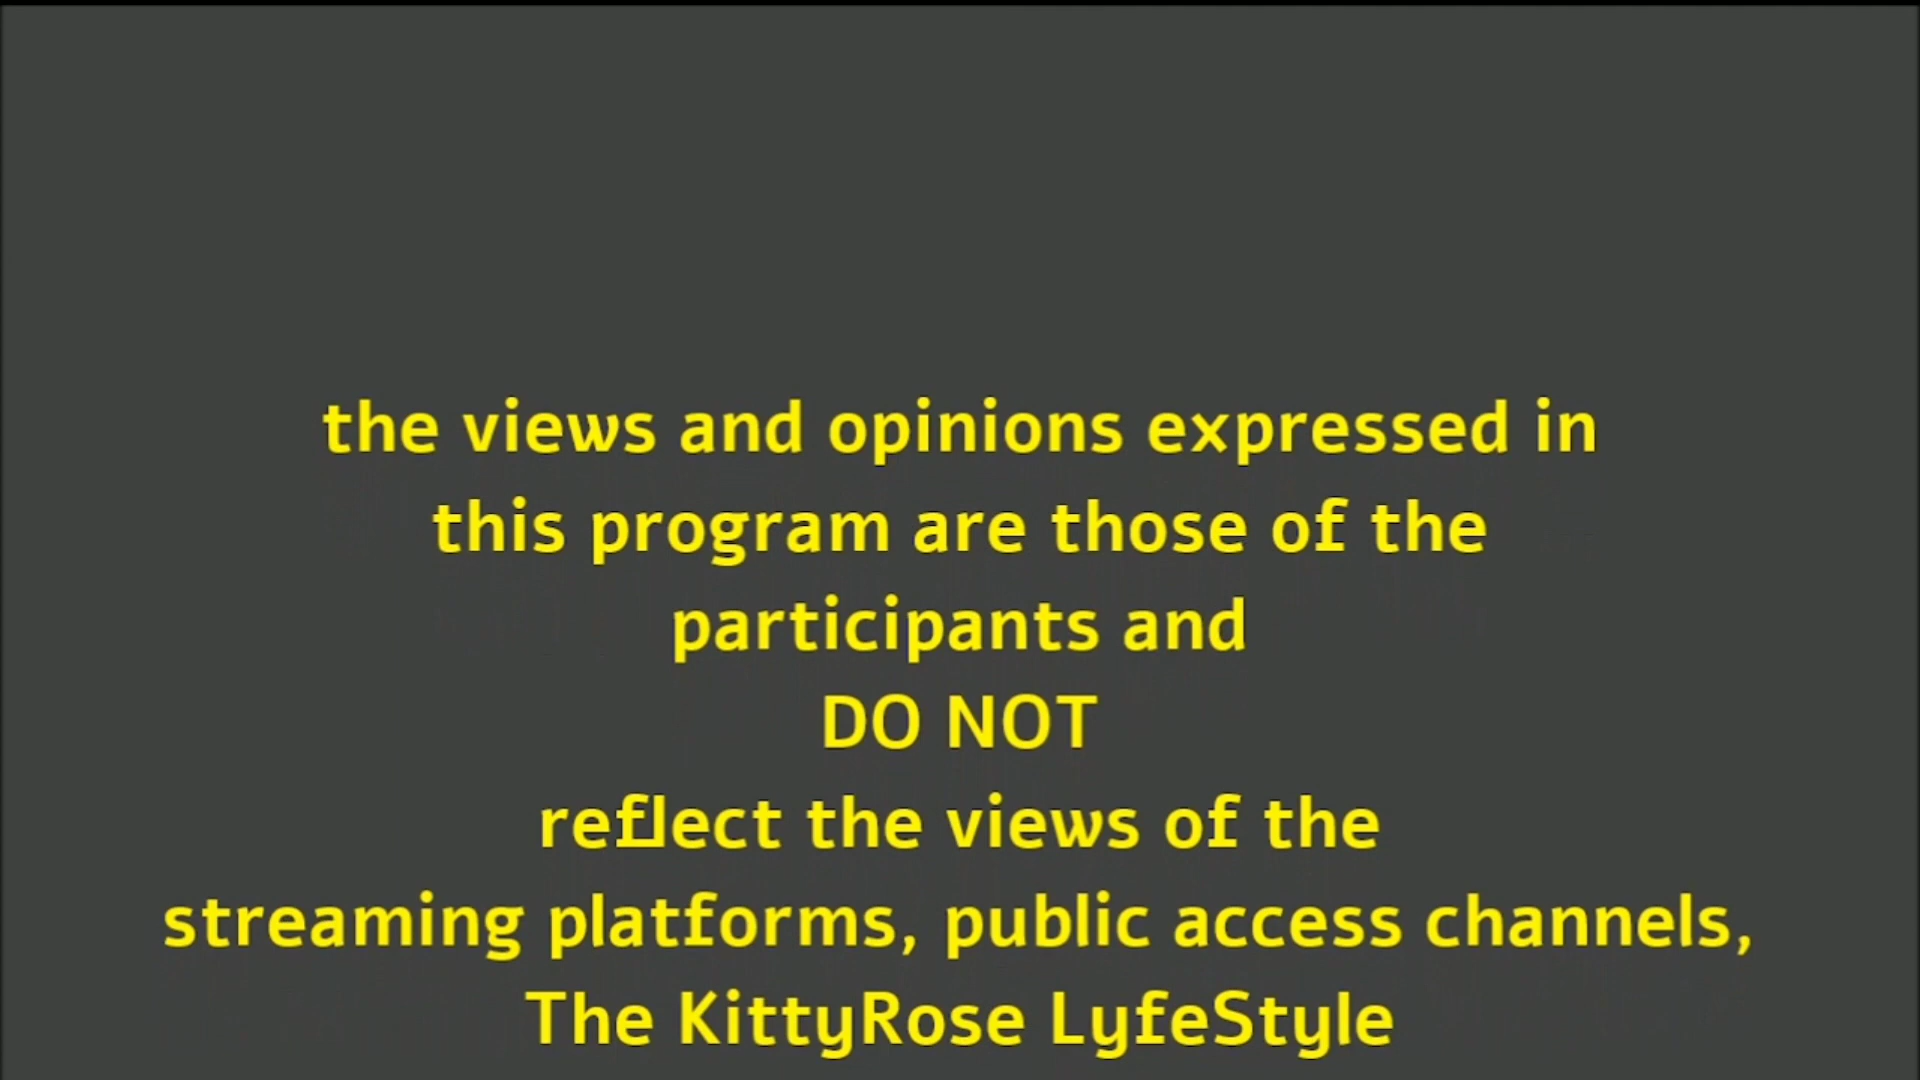 the views and opinions expressed in
this program are those of the
participants and
DO NOT
reflect the views of the
streaming platforms, public access channels,
The KittyRose LyfeStyle